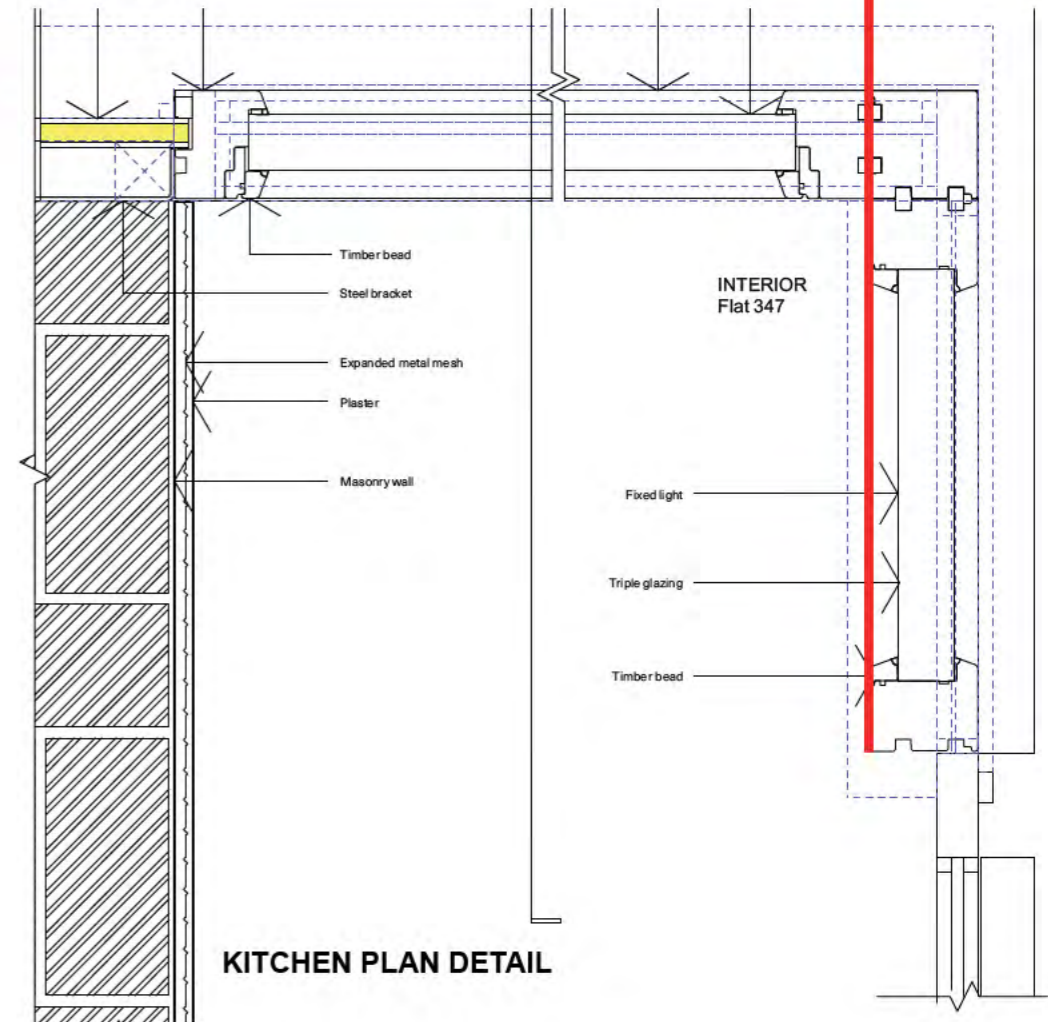 Timber bead
Steel bracket
INTERIOR
Flat 347
Expanded metal mesh
Plaster
Masonry wall
Fixed light
Triple glazing
Timber bead
KITCHEN PLAN DETAIL